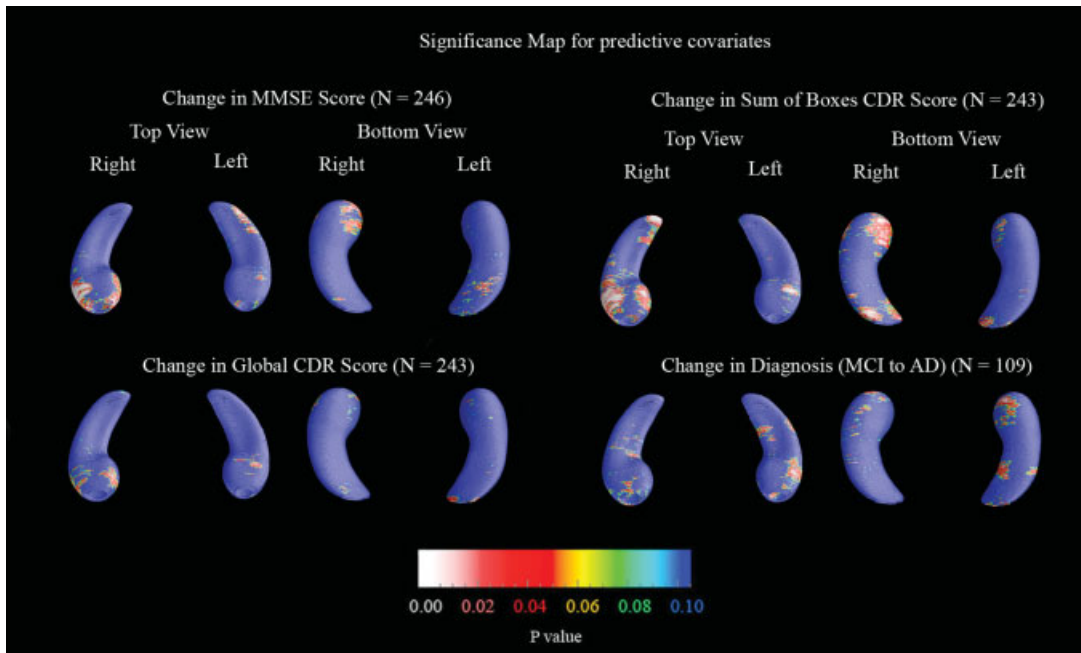 Significance Map for predictive covariates
Change in MMSE Score (N = 246)
Top View Bottom View
Right Left Right Left
Change in Sum of Boxes CDR Score (N = 243)
Top View Bottom View
Right Left Right Left
Change in Global CDR Score (N = 243)
Change in Diagnosis (MCI to AD) (N = 109)
0.00 0.02 0.04 0.06 0.08 0.10
P value